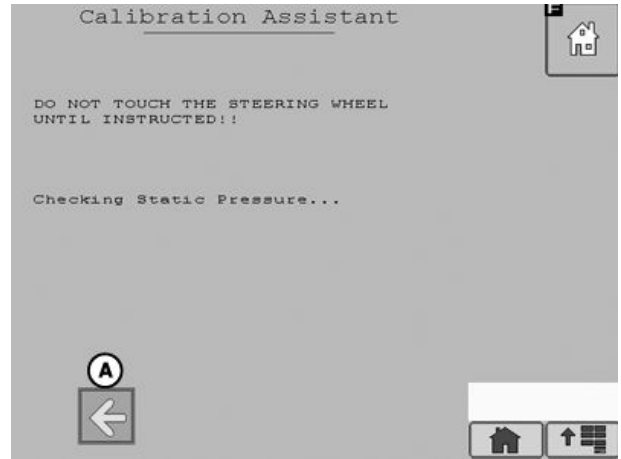 Calibration Assistant
F
DO NOT TOUCH THE STEERING WHEEL
UNTIL INSTRUCTED!!
Checking Static Pressure...
A